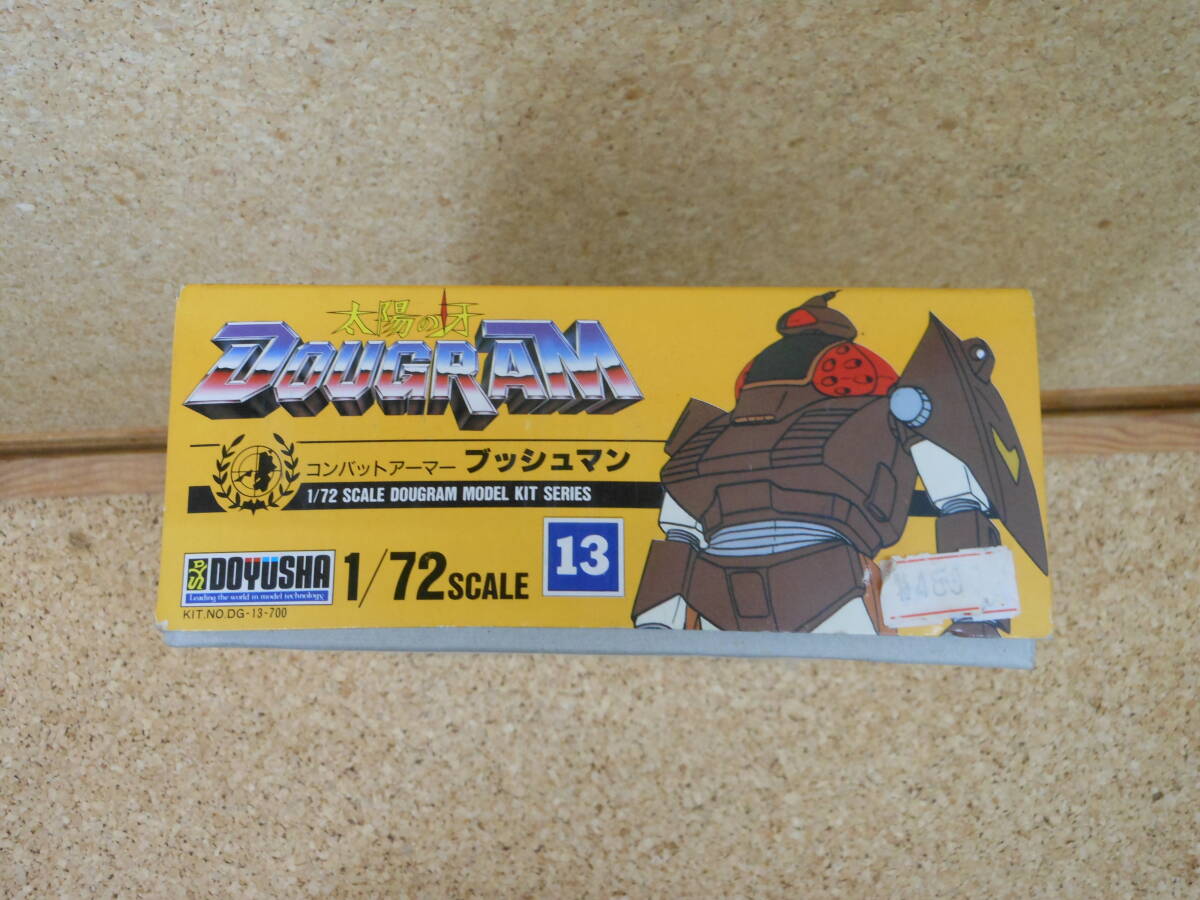 太陽の牙
DOUGRAM
コンバットアーマー ブッシュマン
1/72 SCALE DOUGRAM MODEL KIT SERIES
DOYUSHA
Leading the world in model technology.
1/72 SCALE
13
KIT.NO.DG-13-700